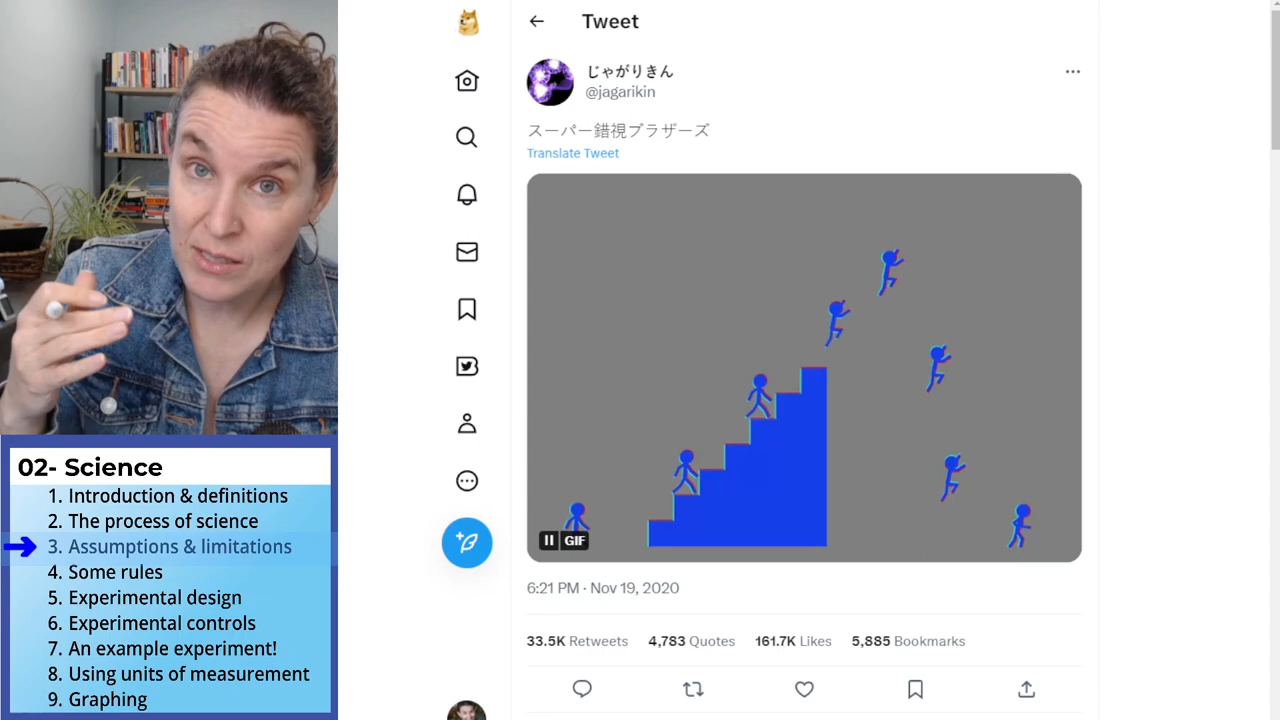 Tweet
じゃがりきん
@jagarikin
スーパー錯視ブラザーズ
Translate Tweet
GIF
6:21 PM · Nov 19, 2020
33.5K Retweets 4,783 Quotes 161.7K Likes 5,885 Bookmarks
02- Science
1. Introduction & definitions
2. The process of science
3. Assumptions & limitations
4. Some rules
5. Experimental design
6. Experimental controls
7. An example experiment!
8. Using units of measurement
9. Graphing